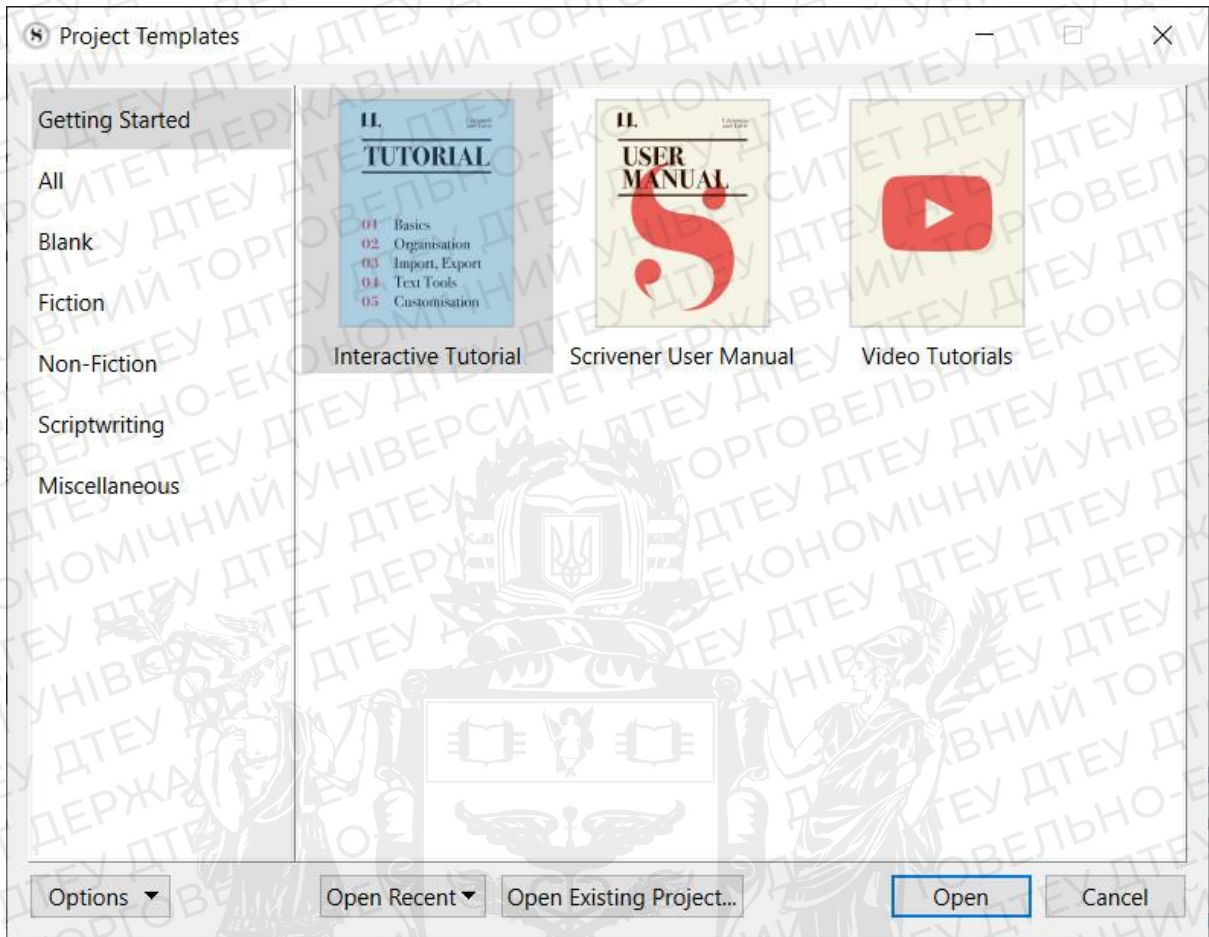 Project Templates
Getting Started
All
Blank
Fiction
Non-Fiction
Scriptwriting
Miscellaneous
LL
TUTORIAL
01 Basics
02 Organisation
03 Import, Export
04 Text Tools
05 Customisation
Interactive Tutorial
LL
USER
MANUAL
Scrivener User Manual
Video Tutorials
Options
Open Recent
Open Existing Project...
Open
Cancel